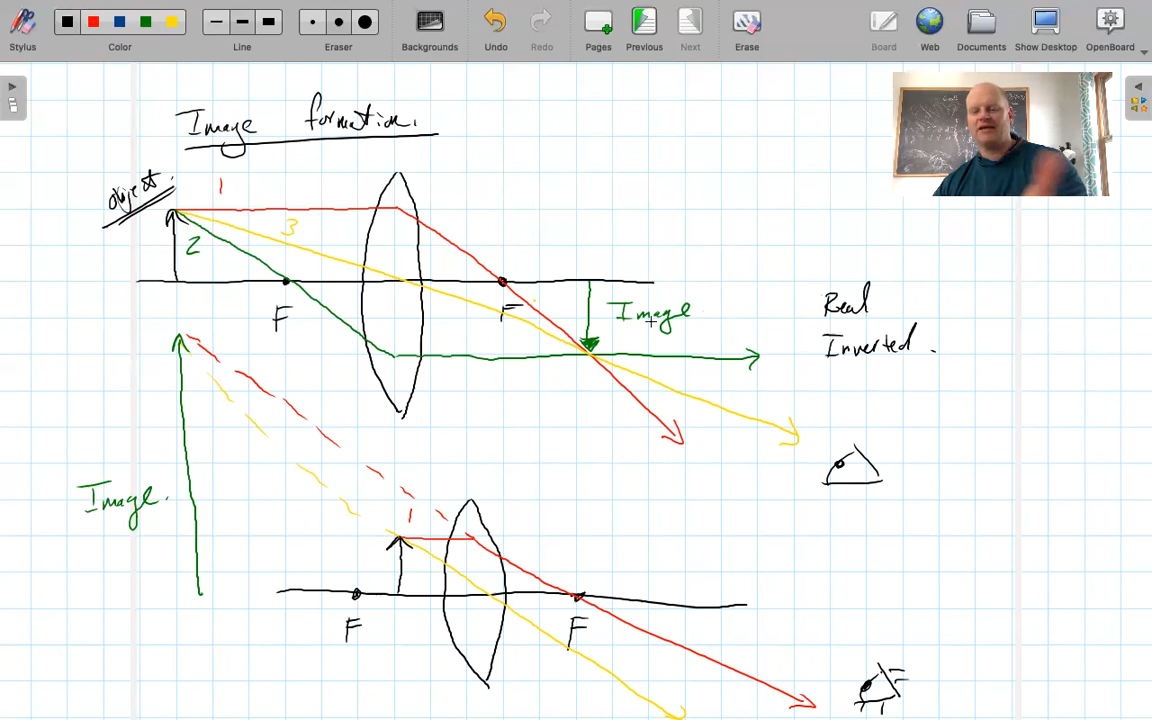 Stylus
Color
Line
Eraser
Backgrounds
Undo
Redo
Pages
Previous
Next
Erase
Board
Web
Documents
Show Desktop
OpenBoard
Image formation.
object.
1
2
3
F
F
Image
Real
Inverted.
Image.
1
F
F